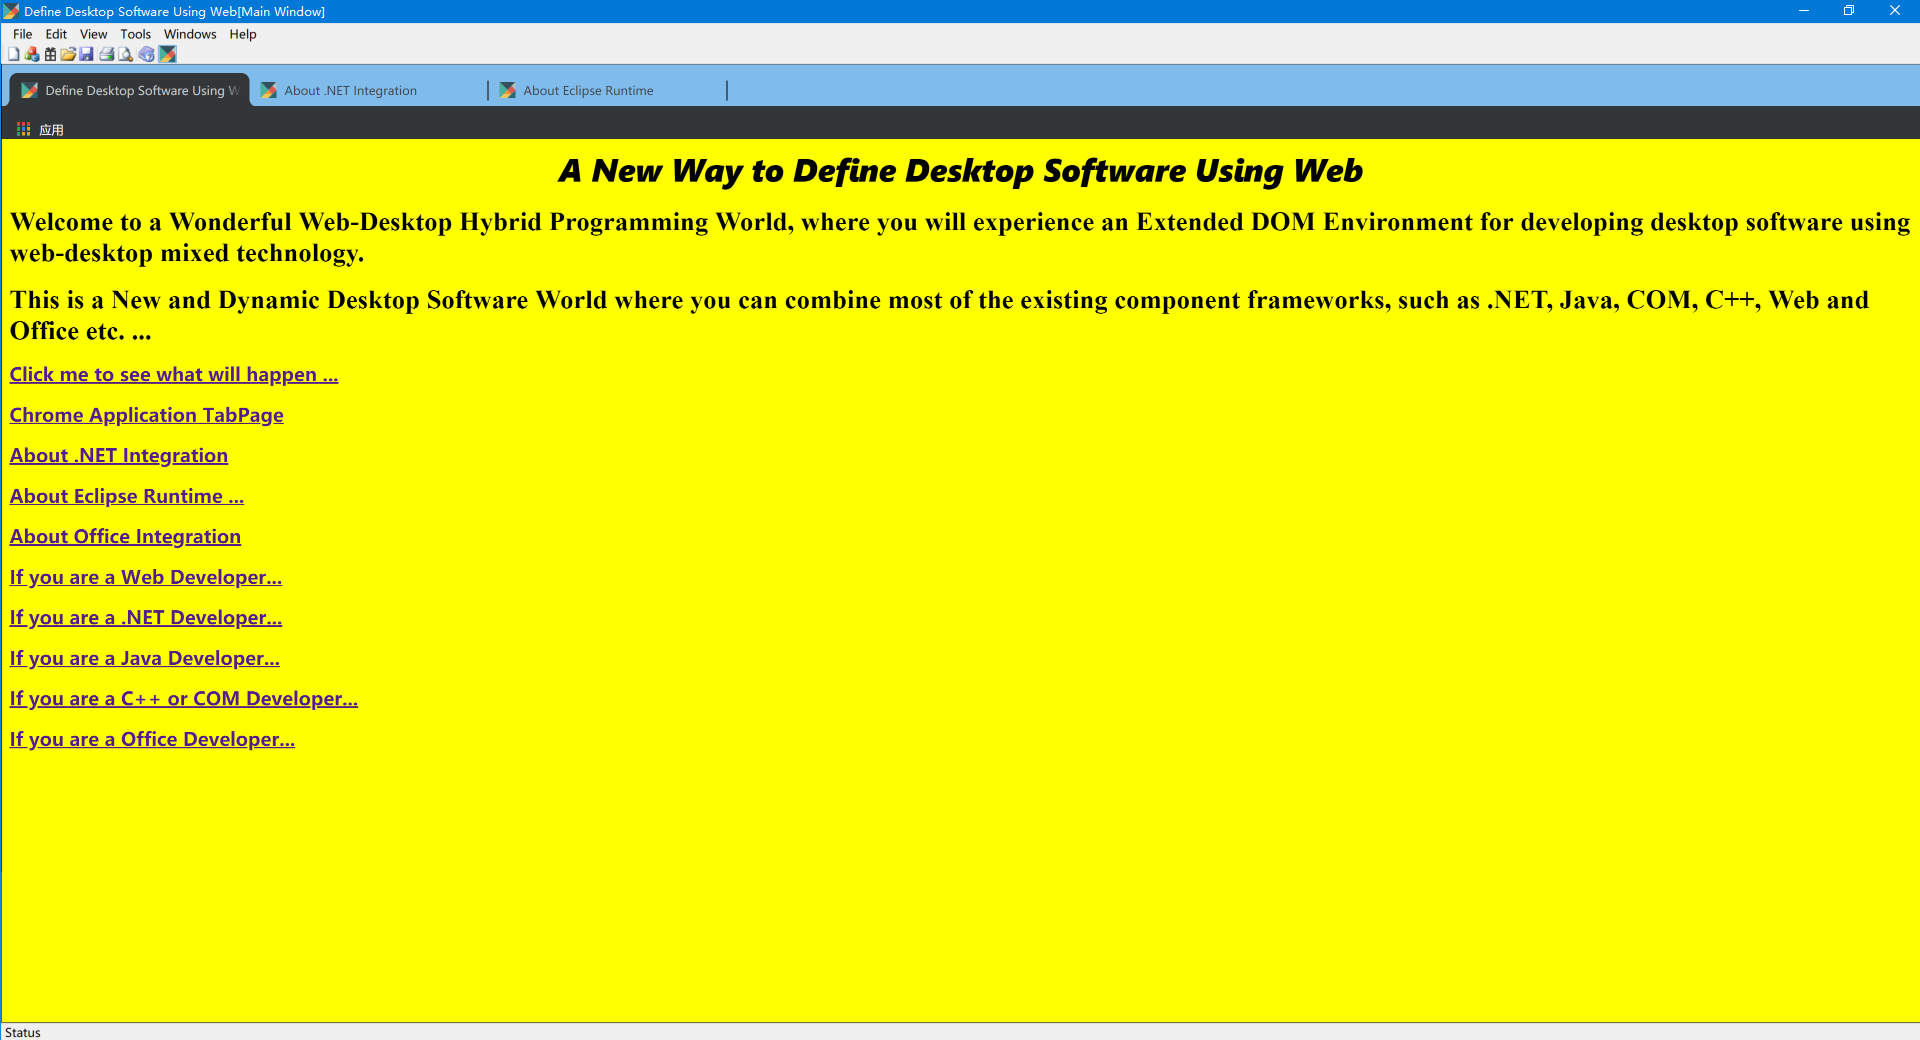 Define Desktop Software Using Web[Main Window]
File Edit View Tools Windows Help
Define Desktop Software Using W
About .NET Integration
About Eclipse Runtime
应用
A New Way to Define Desktop Software Using Web
Welcome to a Wonderful Web-Desktop Hybrid Programming World, where you will experience an Extended DOM Environment for developing desktop software using
web-desktop mixed technology.
This is a New and Dynamic Desktop Software World where you can combine most of the existing component frameworks, such as .NET, Java, COM, C++, Web and
Office etc. ...
Click me to see what will happen ...
Chrome Application TabPage
About .NET Integration
About Eclipse Runtime ...
About Office Integration
If you are a Web Developer...
If you are a .NET Developer...
If you are a Java Developer...
If you are a C++ or COM Developer...
If you are a Office Developer...
Status